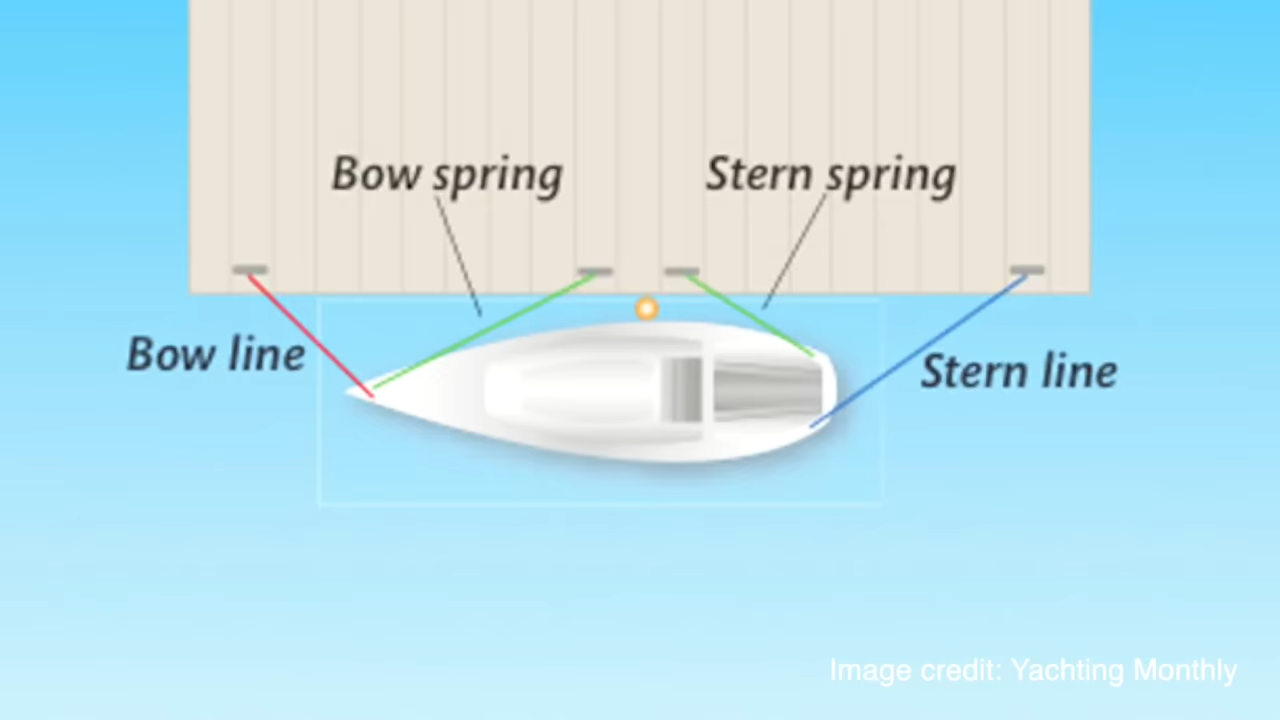 Bow spring
Stern spring
Bow line
Stern line
Image credit: Yachting Monthly